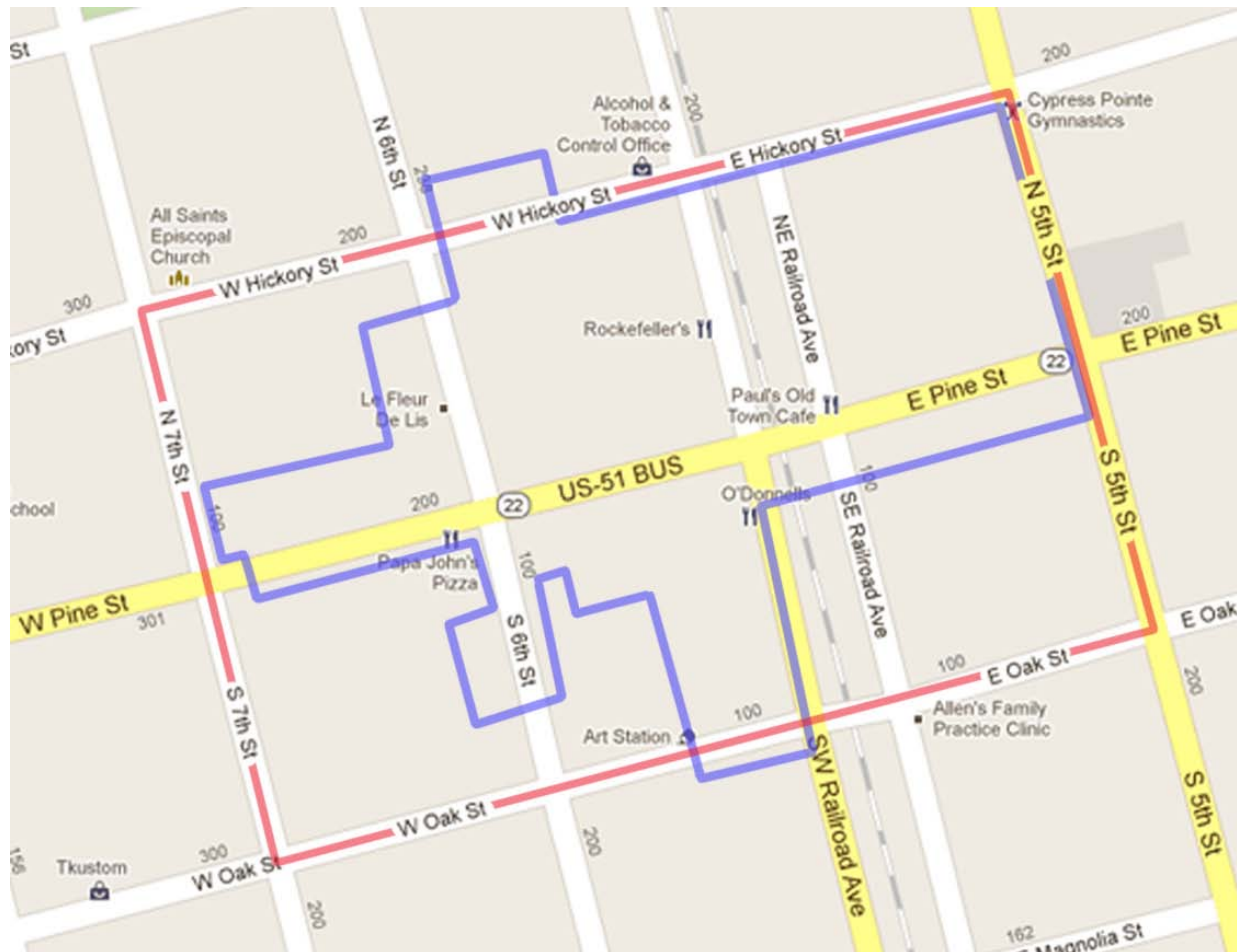 St
200
N 6th St
Alcohol &
Tobacco
Control Office
200
Cypress Pointe
Gymnastics
E Hickory St
All Saints
Episcopal
Church
200
W Hickory St
N 5th St
W Hickory St
NE Railroad Ave
300
kory St
Rockefeller's
200
E Pine St
22
E Pine St
Paul's Old
Town Cafe
Le Fleur
De Lis
N 7th St
US-51 BUS
200
22
O'Donnells
100
S 5th St
chool
100
SE Railroad Ave
Papa John's
Pizza
100
W Pine St
301
S 6th St
E Oak
S 7th St
100
E Oak St
200
Allen's Family
Practice Clinic
100
Art Station
SW Railroad Ave
S 5th St
W Oak St
200
300
Tkustom
W Oak St
156
200
162
Magnolia St